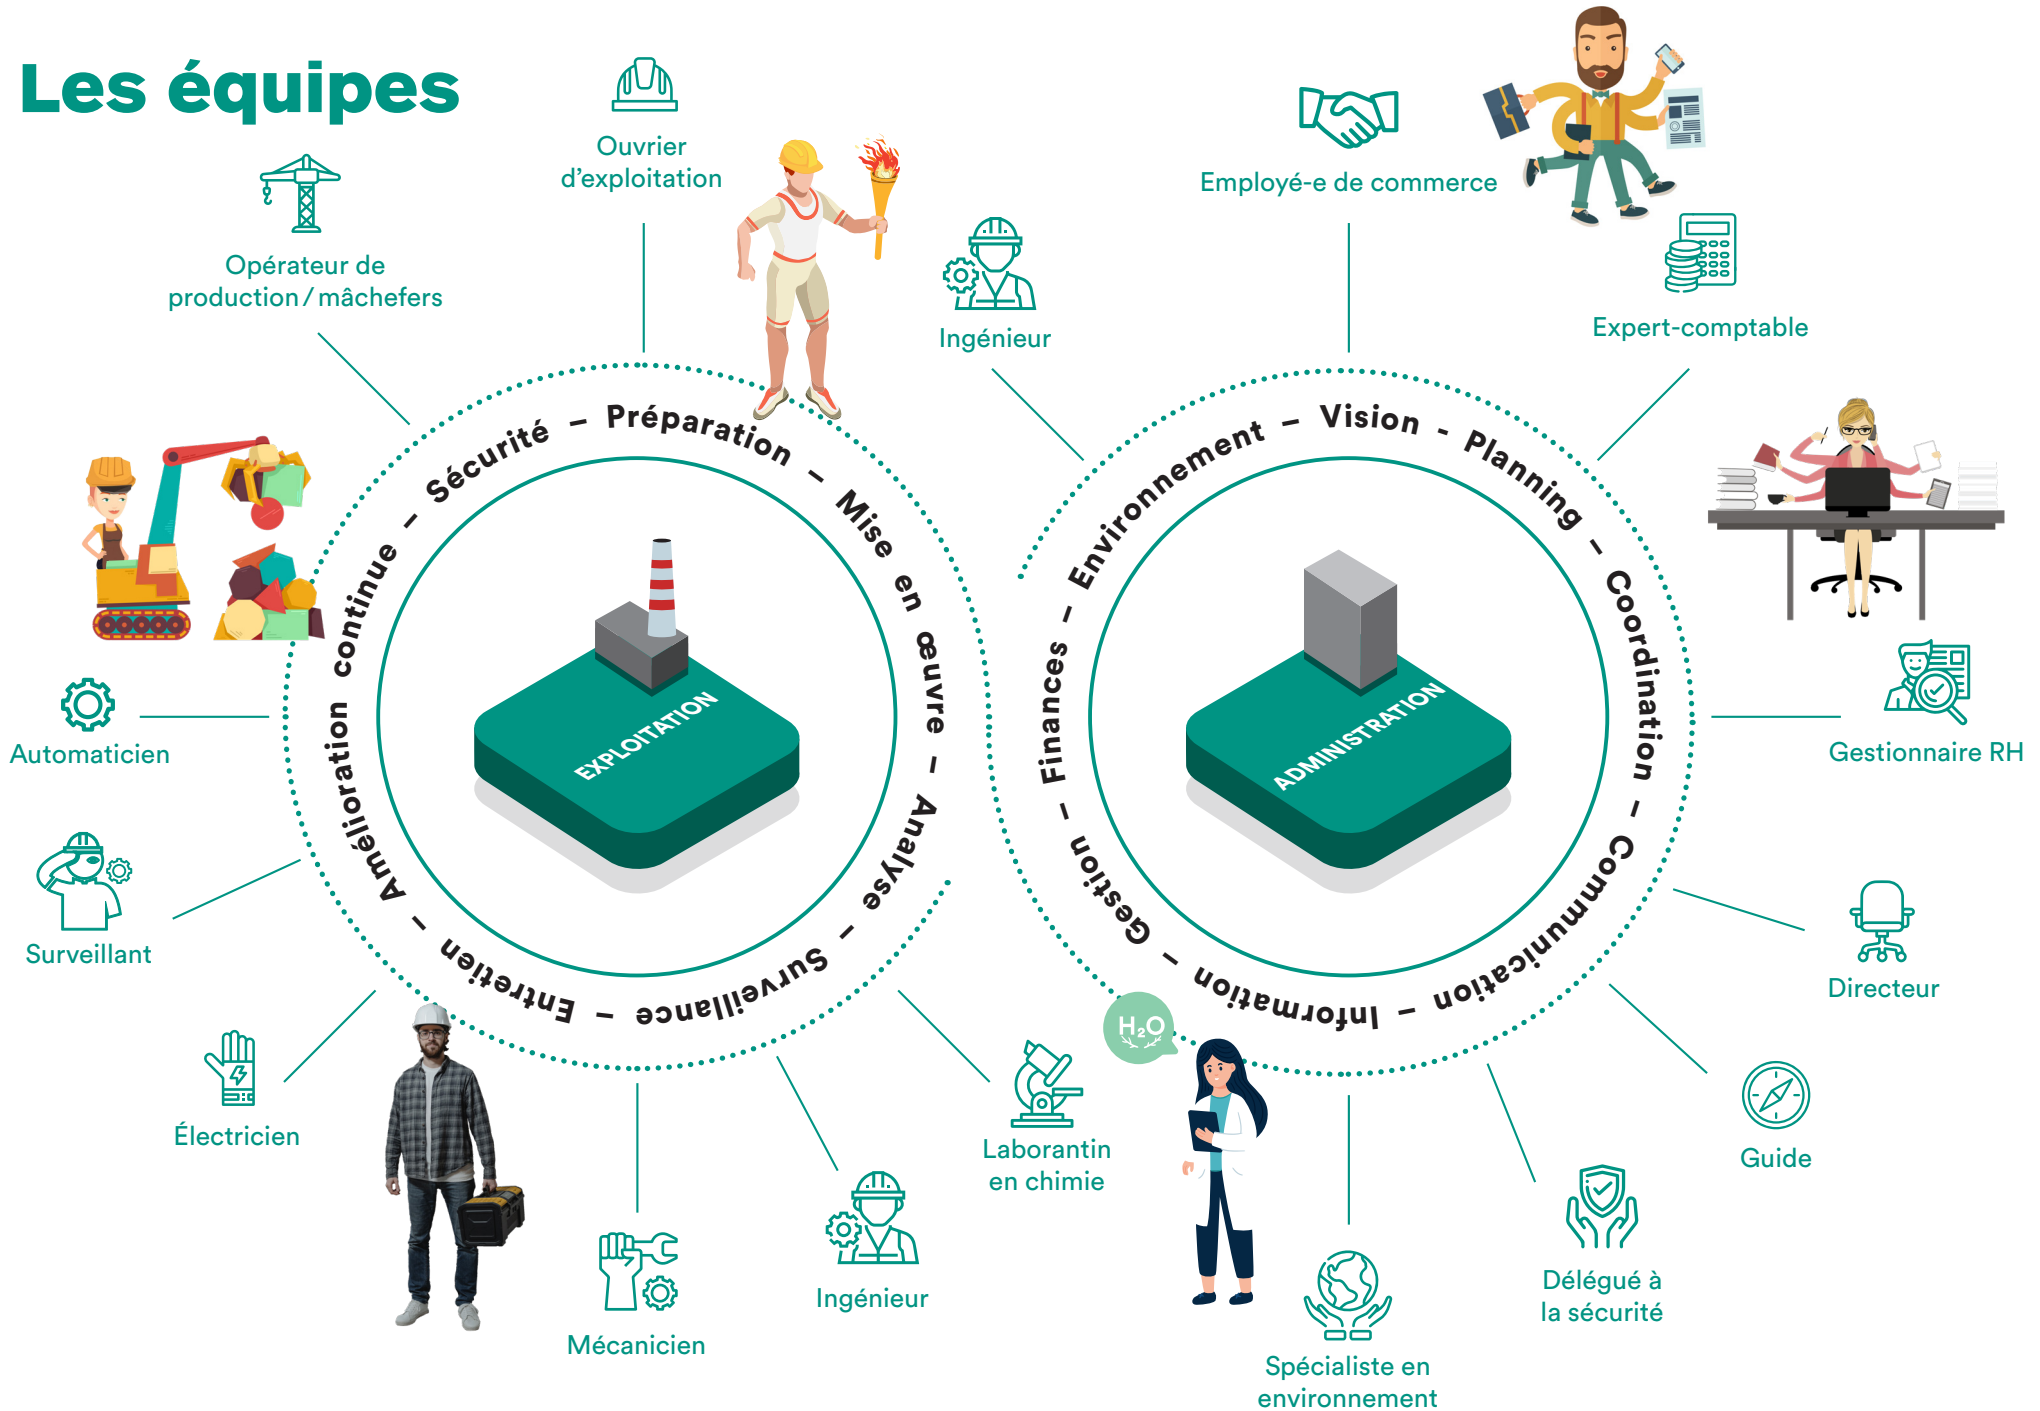 Les équipes
Ouvrier
d’exploitation
Employé-e de commerce
Opérateur de
production / mâchefers
Ingénieur
Expert-comptable
Sécurité – Préparation – Mise en œuvre – Analyse – Surveillance – Entretien – Amélioration continue –
EXPLOITATION
Environnement – Vision - Planning – Coordination – Communication – Information – Gestion – Finances –
ADMINISTRATION
Automaticien
Gestionnaire RH
Surveillant
Directeur
H₂O
Électricien
Laborantin
en chimie
Guide
Ingénieur
Délégué à
la sécurité
Mécanicien
Spécialiste en
environnement